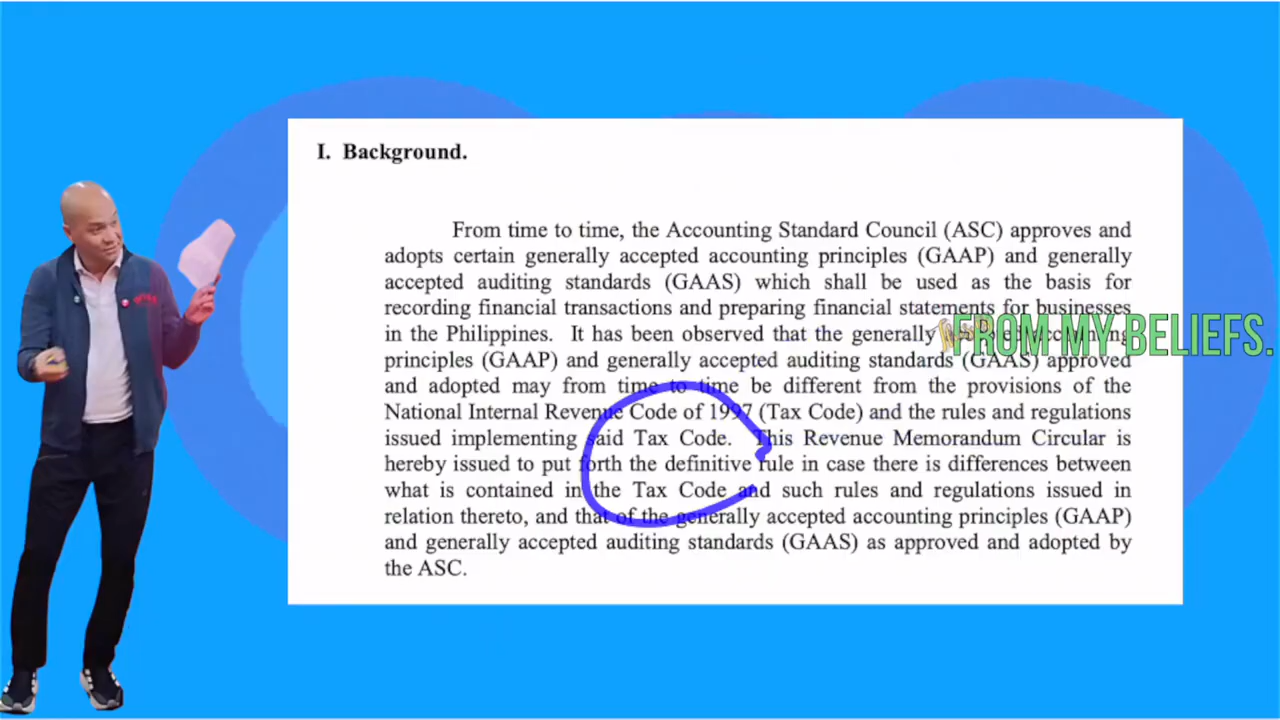 I. Background.
From time to time, the Accounting Standard Council (ASC) approves and
adopts certain generally accepted accounting principles (GAAP) and generally
accepted auditing standards (GAAS) which shall be used as the basis for
recording financial transactions and preparing financial statements for businesses
in the Philippines. It has been observed that the generally
FROM MY BELIEFS.
principles (GAAP) and generally accepted auditing standards (GAAS) approved
and adopted may from time to time be different from the provisions of the
National Internal Revenue Code of 1997 (Tax Code) and the rules and regulations
issued implementing said Tax Code. This Revenue Memorandum Circular is
hereby issued to put forth the definitive rule in case there is differences between
what is contained in the Tax Code and such rules and regulations issued in
relation thereto, and that of the generally accepted accounting principles (GAAP)
and generally accepted auditing standards (GAAS) as approved and adopted by
the ASC.